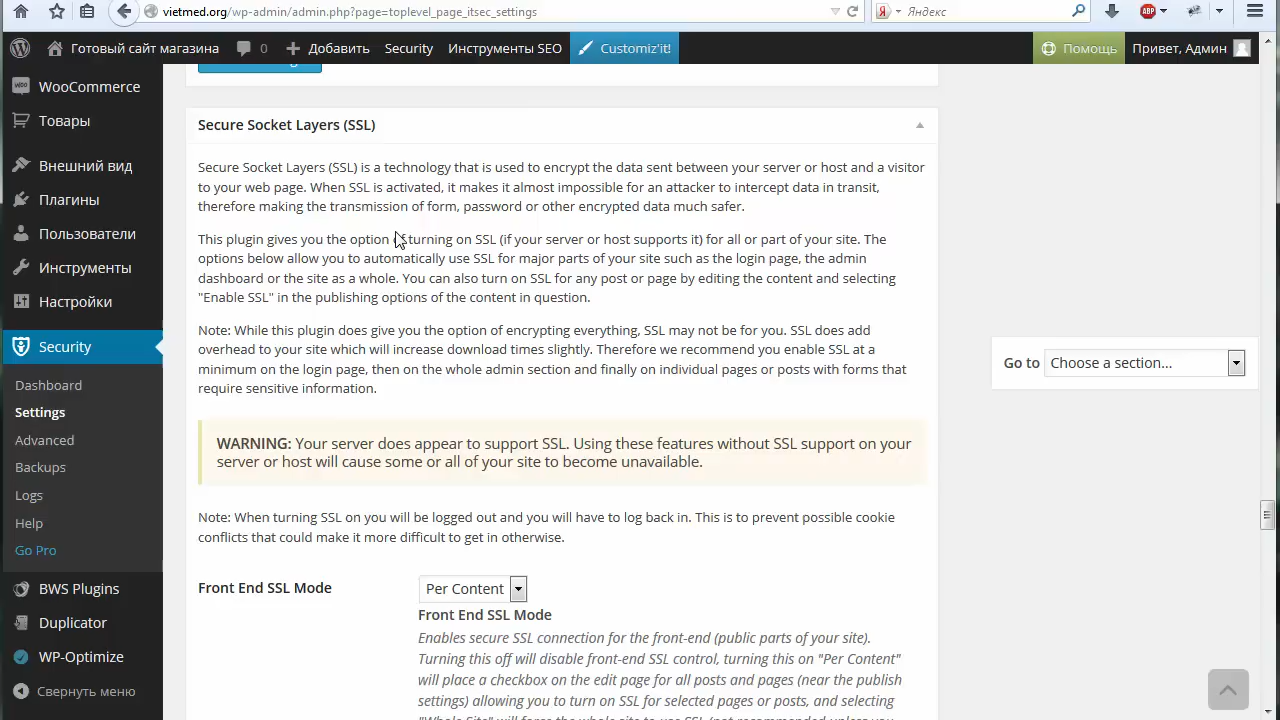 vietmed.org/wp-admin/admin.php?page=toplevel_page_itsec_settings
Яндекс
ABP
Готовый сайт магазина
0
Добавить
Security
Инструменты SEO
Customiz'it!
Помощь
Привет, Админ
WooCommerce
Товары
Внешний вид
Плагины
Пользователи
Инструменты
Настройки
Security
Dashboard
Settings
Advanced
Backups
Logs
Help
Go Pro
BWS Plugins
Duplicator
WP-Optimize
Свернуть меню
Secure Socket Layers (SSL)
Secure Socket Layers (SSL) is a technology that is used to encrypt the data sent between your server or host and a visitor
to your web page. When SSL is activated, it makes it almost impossible for an attacker to intercept data in transit,
therefore making the transmission of form, password or other encrypted data much safer.
This plugin gives you the option of turning on SSL (if your server or host supports it) for all or part of your site. The
options below allow you to automatically use SSL for major parts of your site such as the login page, the admin
dashboard or the site as a whole. You can also turn on SSL for any post or page by editing the content and selecting
"Enable SSL" in the publishing options of the content in question.
Note: While this plugin does give you the option of encrypting everything, SSL may not be for you. SSL does add
overhead to your site which will increase download times slightly. Therefore we recommend you enable SSL at a
minimum on the login page, then on the whole admin section and finally on individual pages or posts with forms that
require sensitive information.
WARNING: Your server does appear to support SSL. Using these features without SSL support on your
server or host will cause some or all of your site to become unavailable.
Note: When turning SSL on you will be logged out and you will have to log back in. This is to prevent possible cookie
conflicts that could make it more difficult to get in otherwise.
Front End SSL Mode
Per Content
Front End SSL Mode
Enables secure SSL connection for the front-end (public parts of your site).
Turning this off will disable front-end SSL control, turning this on "Per Content"
will place a checkbox on the edit page for all posts and pages (near the publish
settings) allowing you to turn on SSL for selected pages or posts, and selecting
"Whole Site" will force the whole site to use SSL (not recommended unless you
Go to
Choose a section...